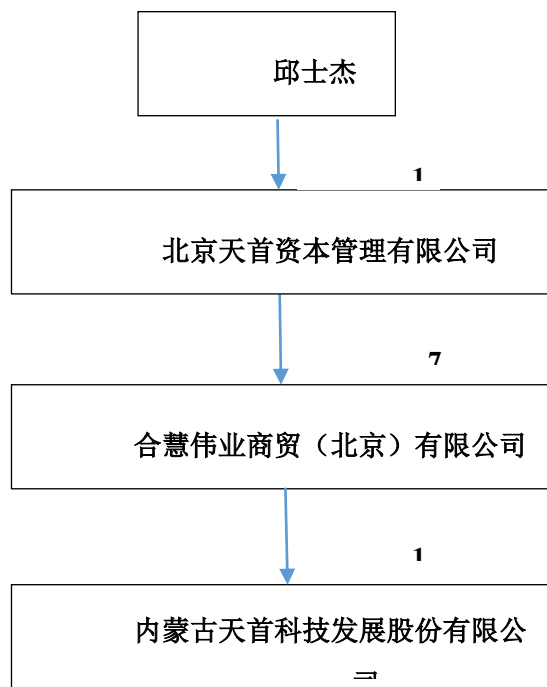 邱士杰
1
北京天首资本管理有限公司
7
合慧伟业商贸（北京）有限公司
1
内蒙古天首科技发展股份有限公
司